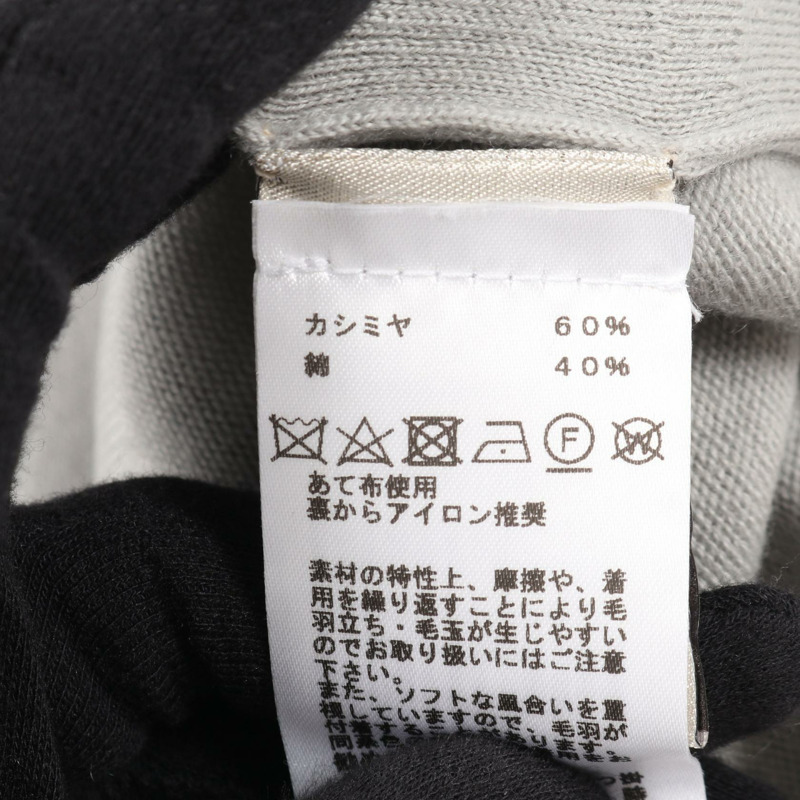 カシミヤ 60%
綿 40%
F
W
あて布使用
裏からアイロン推奨
素材の特性上、摩擦や、着
用を繰り返すことにより毛
羽立ち・毛玉が生じやすい
のでお取り扱いにはご注意
下さい。
また、ソフトな風合いを重
視していますので、毛羽が